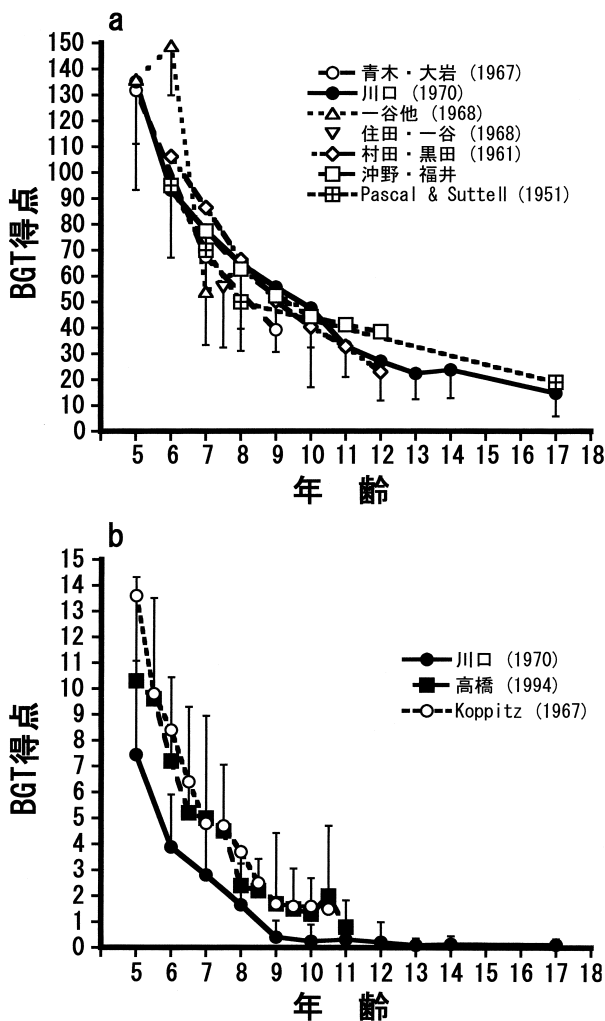 a
150
140
130
120
110
100
90
80
70
60
50
40
30
20
10
0
BGT得点
青木・大岩 (1967)
川口 (1970)
一谷他 (1968)
住田・一谷 (1968)
村田・黒田 (1961)
沖野・福井
Pascal & Suttell (1951)
5 6 7 8 9 10 11 12 13 14 15 16 17 18
年 齢
b
15
14
13
12
11
10
9
8
7
6
5
4
3
2
1
0
BGT得点
川口 (1970)
高橋 (1994)
Koppitz (1967)
5 6 7 8 9 10 11 12 13 14 15 16 17 18
年 齢